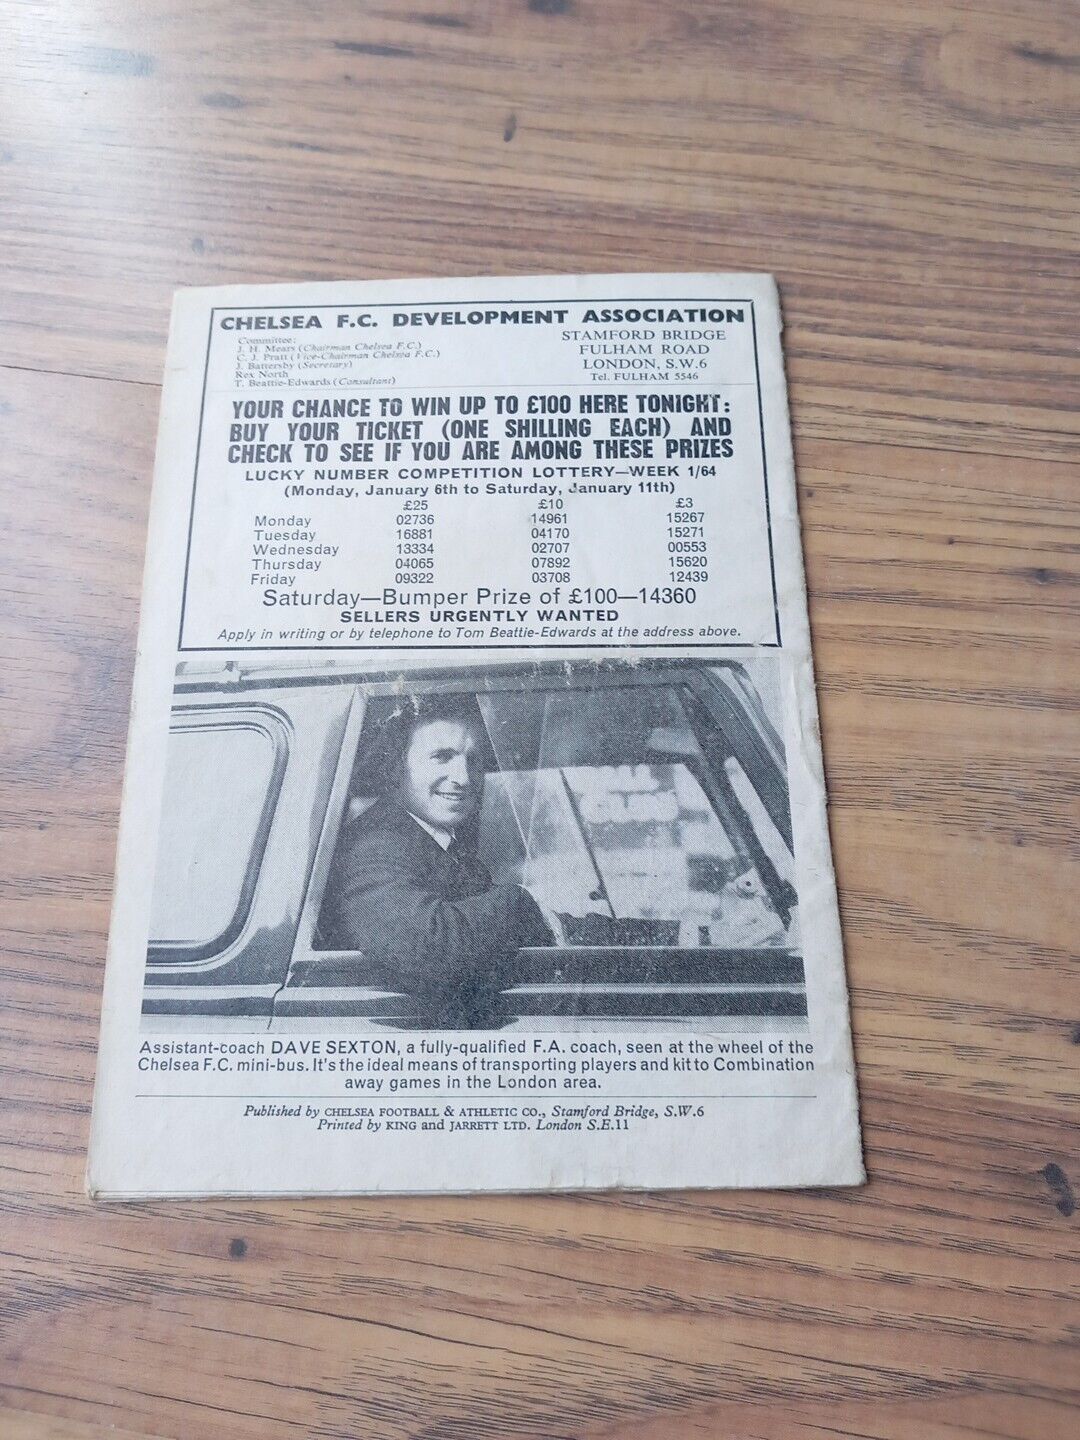 CHELSEA F.C. DEVELOPMENT ASSOCIATION
Committee:
J. H. Mears (Chairman Chelsea F.C.)
C. J. Pratt (Vice-Chairman Chelsea F.C.)
J. Battersby (Secretary)
Rex North
T. Beattie-Edwards (Consultant)
STAMFORD BRIDGE
FULHAM ROAD
LONDON, S.W.6
Tel. FULHAM 5546
YOUR CHANCE TO WIN UP TO £100 HERE TONIGHT:
BUY YOUR TICKET (ONE SHILLING EACH) AND
CHECK TO SEE IF YOU ARE AMONG THESE PRIZES
LUCKY NUMBER COMPETITION LOTTERY—WEEK 1/64
(Monday, January 6th to Saturday, January 11th)
£25 £10 £3
Monday 02736 14961 15267
Tuesday 16881 04170 15271
Wednesday 13334 02707 00553
Thursday 04065 07892 15620
Friday 09322 03708 12439
Saturday—Bumper Prize of £100—14360
SELLERS URGENTLY WANTED
Apply in writing or by telephone to Tom Beattie-Edwards at the address above.
Assistant-coach DAVE SEXTON, a fully-qualified F.A. coach, seen at the wheel of the
Chelsea F.C. mini-bus. It's the ideal means of transporting players and kit to Combination
away games in the London area.
Published by CHELSEA FOOTBALL & ATHLETIC CO., Stamford Bridge, S.W.6
Printed by KING and JARRETT LTD. London S.E.11